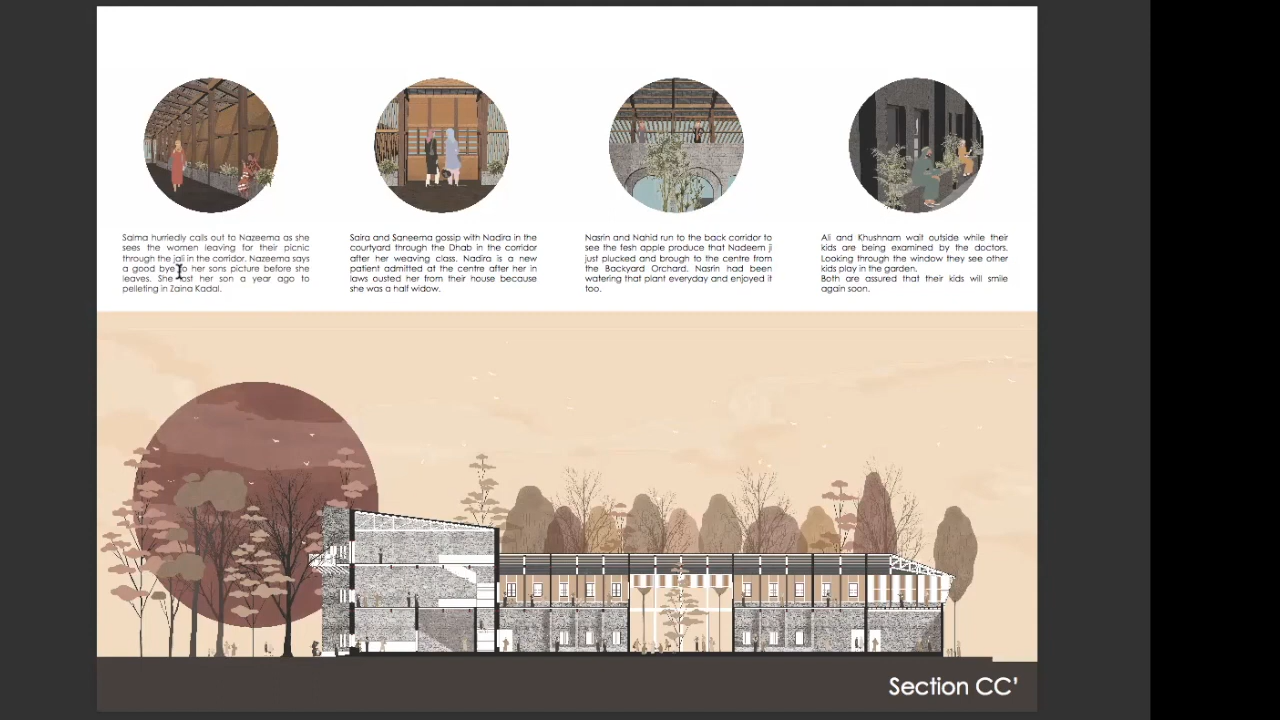 Saima hurriedly calls out to Nazeema as she
sees the women leaving for their picnic
through the jali in the corridor. Nazeema says
a good bye to her sons picture before she
leaves. She lost her son a year ago to
pelleting in Zaina Kadal.
Saira and Saneema gossip with Nadira in the
courtyard through the Dhab in the corridor
after her weaving class. Nadira is a new
patient admitted at the centre after her in
laws ousted her from their house because
she was a half widow.
Nasrin and Nahid run to the back corridor to
see the fesh apple produce that Nadeem ji
just plucked and brough to the centre from
the Backyard Orchard. Nasrin had been
watering that plant everyday and enjoyed it
too.
Ali and Khushnam wait outside while their
kids are being examined by the doctors.
Looking through the window they see other
kids play in the garden.
Both are assured that their kids will smile
again soon.
Section CC'